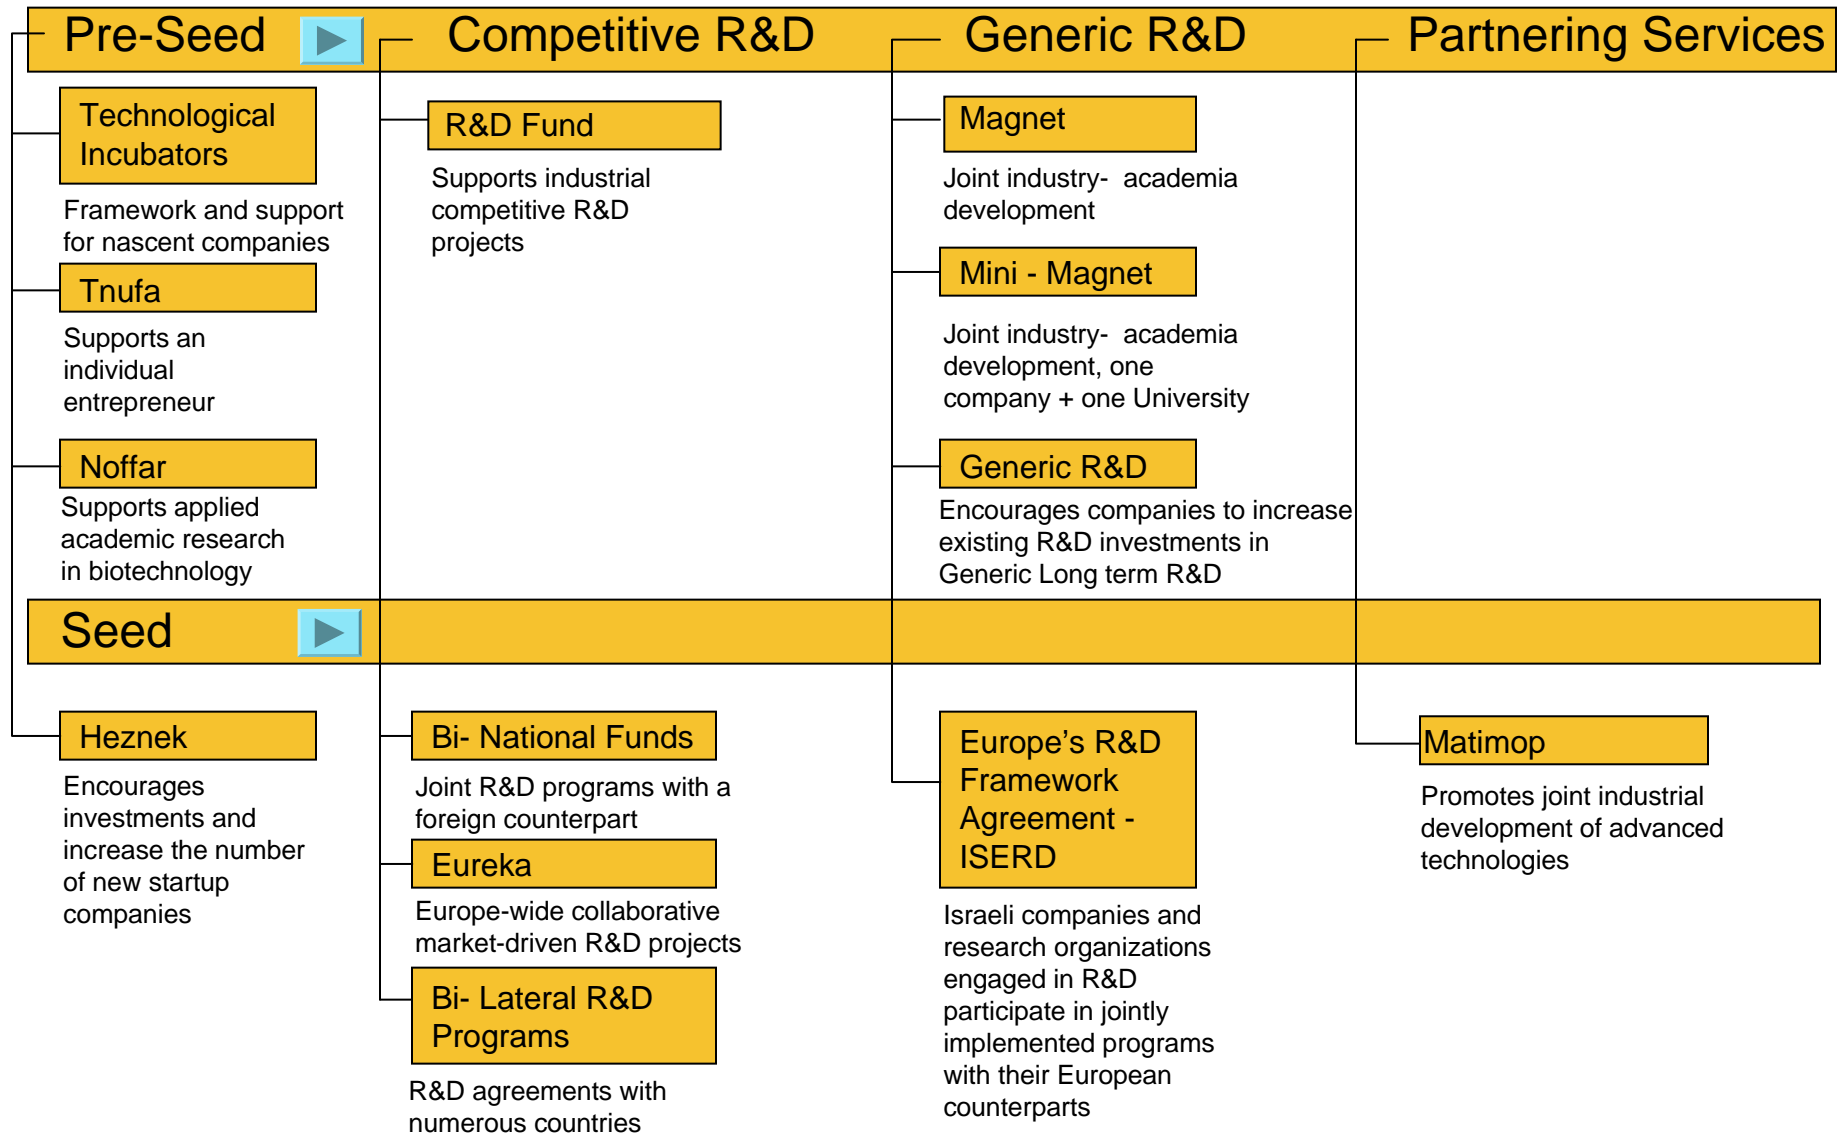 Pre-Seed
Competitive R&D
Generic R&D
Partnering Services
Technological
Incubators
Framework and support
for nascent companies
Tnufa
Supports an
individual
entrepreneur
Noffar
Supports applied
academic research
in biotechnology
R&D Fund
Supports industrial
competitive R&D
projects
Magnet
Joint industry- academia
development
Mini - Magnet
Joint industry- academia
development, one
company + one University
Generic R&D
Encourages companies to increase
existing R&D investments in
Generic Long term R&D
Seed
Heznek
Encourages
investments and
increase the number
of new startup
companies
Bi- National Funds
Joint R&D programs with a
foreign counterpart
Eureka
Europe-wide collaborative
market-driven R&D projects
Bi- Lateral R&D
Programs
R&D agreements with
numerous countries
Europe’s R&D
Framework
Agreement -
ISERD
Israeli companies and
research organizations
engaged in R&D
participate in jointly
implemented programs
with their European
counterparts
Matimop
Promotes joint industrial
development of advanced
technologies